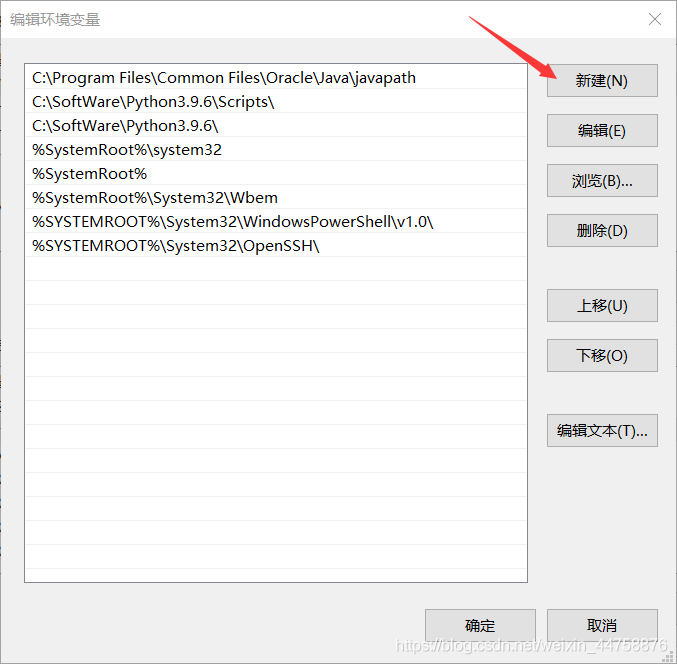 编辑环境变量
C:\Program Files\Common Files\Oracle\Java\javapath
C:\SoftWare\Python3.9.6\Scripts\
C:\SoftWare\Python3.9.6\
%SystemRoot%\system32
%SystemRoot%
%SystemRoot%\System32\Wbem
%SYSTEMROOT%\System32\WindowsPowerShell\v1.0\
%SYSTEMROOT%\System32\OpenSSH\
新建(N)
编辑(E)
浏览(B)...
删除(D)
上移(U)
下移(O)
编辑文本(T)...
确定
取消
https://blog.csdn.net/weixin_44758876